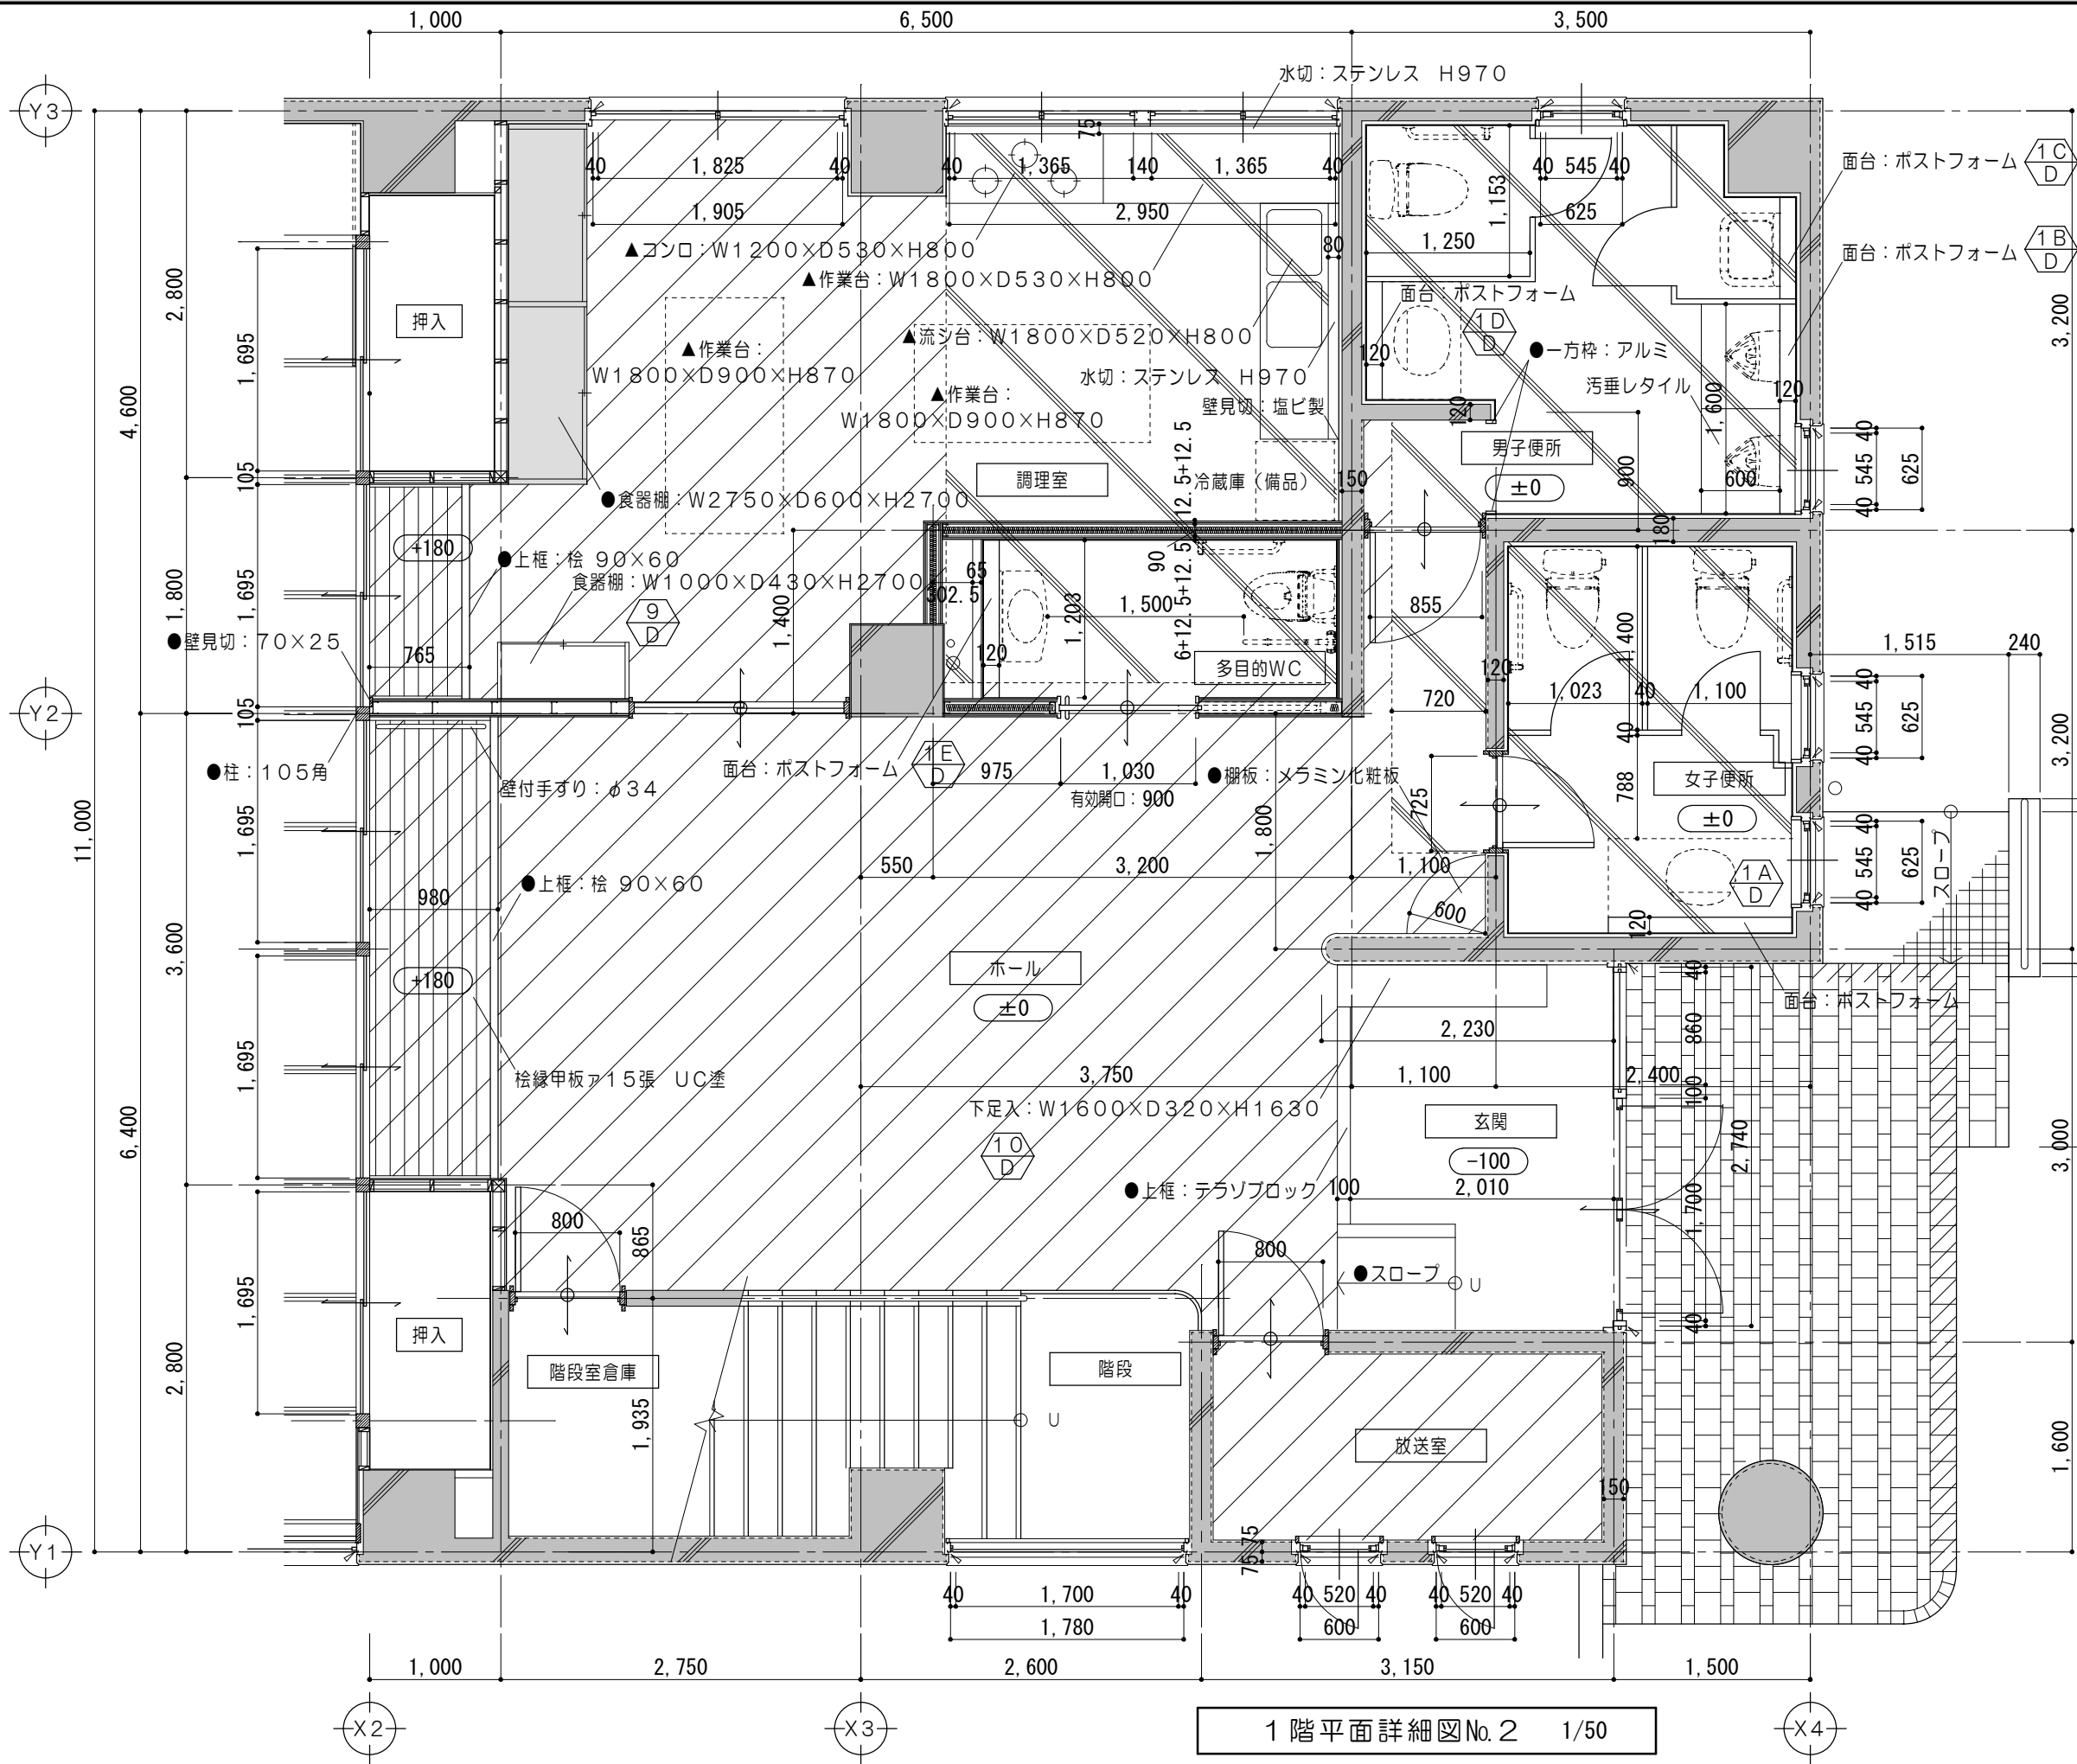 1,000
6,500
3,500
水切：ステンレス　H970
Y3
75
40
1,825
40
40
1,365
140
1,365
40
40
545
40
面台：ポストフォーム
1C
D
1,905
2,950
1,153
625
1,250
▲コンロ：W1200×D530×H800
80
面台：ポストフォーム
1B
D
▲作業台：W1800×D530×H800
2,800
面台：ポストフォーム
3,200
押入
1D
D
▲流シ台：W1800×D520×H800
1,695
▲作業台：
W1800×D900×H870
●一方枠：アルミ
120
水切：ステンレス　H970
汚垂レタイル
120
▲作業台：
W1800×D900×H870
壁見切：塩ビ製
120
1,600
4,600
男子便所
40
545
40
625
調理室
冷蔵庫（備品）
150
±0
900
600
105
●食器棚：W2750×D600×H2700
12.5+12.5
180
+180
●上框：桧 90×60
食器棚：W1000×D430×H2700
65
302.5
90
6+12.5+12.5
9
D
1,800
1,695
1,400
1,203
1,500
855
1,400
●壁見切：70×25
765
120
多目的WC
120
1,515
240
1,023
40
1,100
40
545
40
625
720
105
Y2
40
788
●柱：105角
面台：ポストフォーム
1E
D
975
1,030
有効開口：900
●棚板：メラミン化粧板
女子便所
±0
3,200
壁付手すり：φ34
725
1,800
11,000
1,695
スロープ
550
3,200
1,100
1A
D
40
545
40
625
●上框：桧 90×60
980
600
120
3,600
ホール
±0
+180
40
面台：ポストフォーム
2,230
860
桧縁甲板ァ15張　UC塗
1,695
3,750
1,100
2,400
100
下足入：W1600×D320×H1630
玄関
-100
6,400
10
D
2,740
3,000
●上框：テラゾブロック
100
2,010
1,700
800
865
800
●スロープ
U
1,695
40
押入
階段室倉庫
階段
2,800
1,935
U
放送室
1,600
150
75
75
Y1
40
1,700
40
40
520
40
40
520
40
1,780
600
600
1,000
2,750
2,600
3,150
1,500
X2
X3
1階平面詳細図No.2　1/50
X4